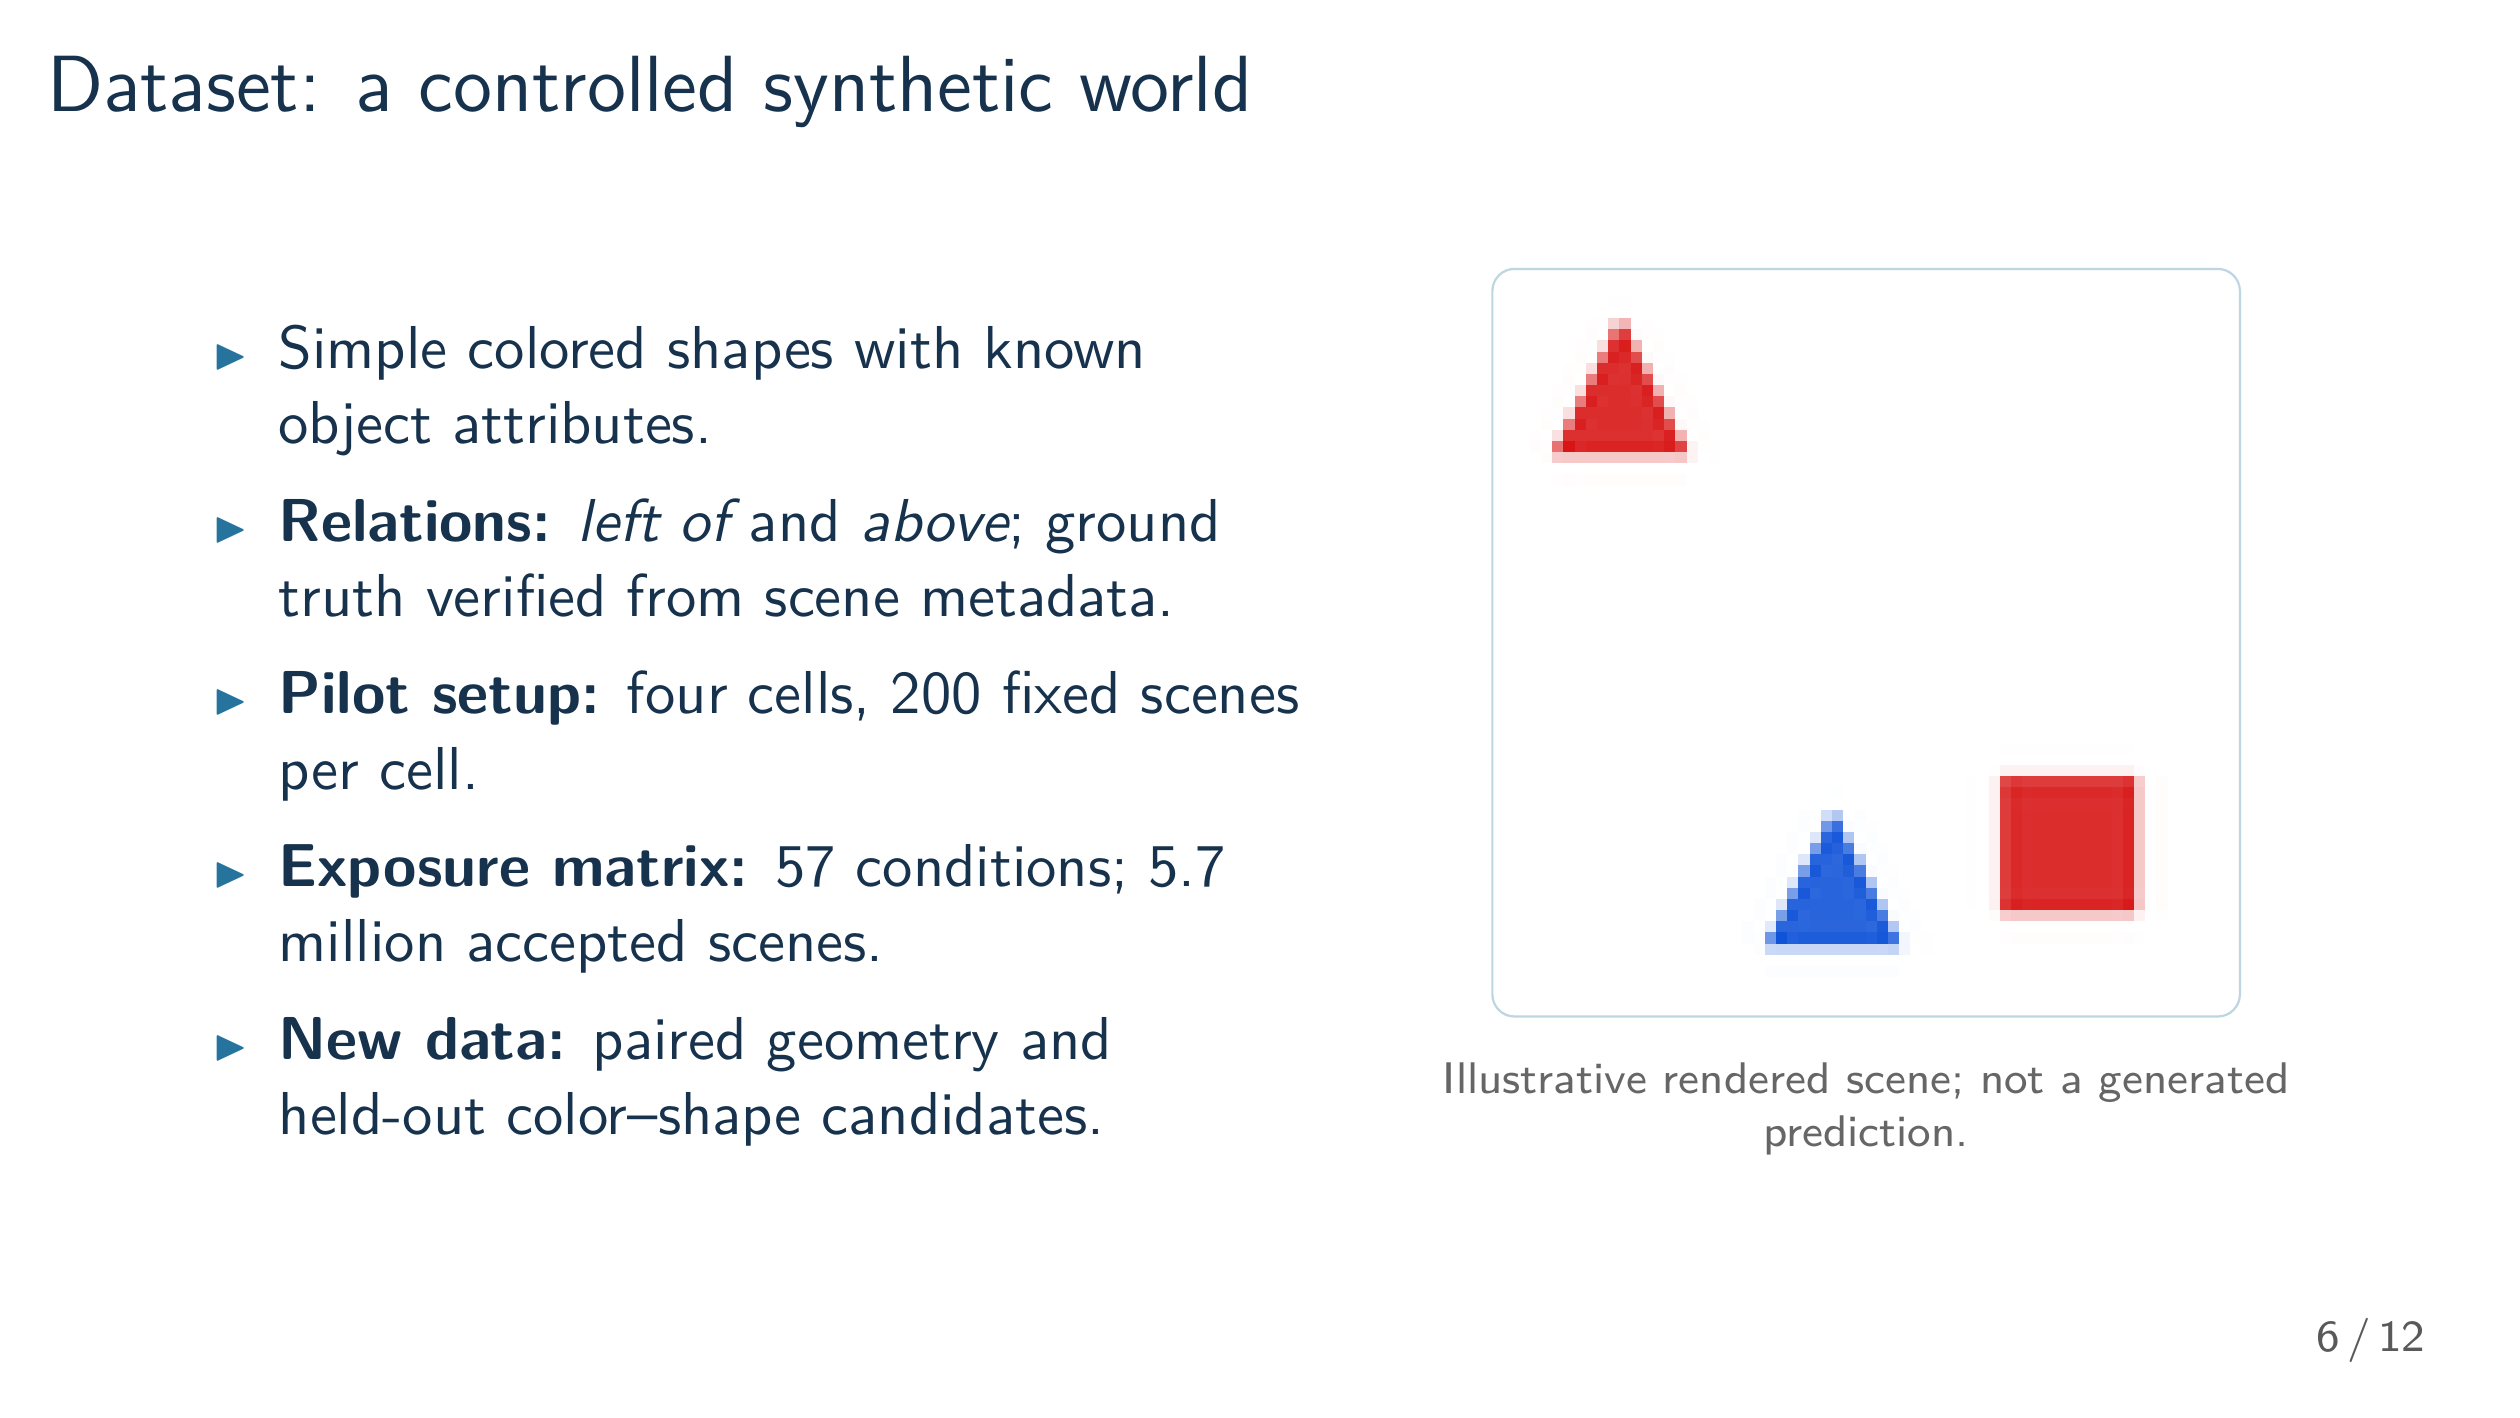 Dataset: a controlled synthetic world
Simple colored shapes with known
object attributes.
Relations: left of and above; ground
truth verified from scene metadata.
Pilot setup: four cells, 200 fixed scenes
per cell.
Exposure matrix: 57 conditions; 5.7
million accepted scenes.
New data: paired geometry and
held-out color–shape candidates.
Illustrative rendered scene; not a generated
prediction.
6 / 12